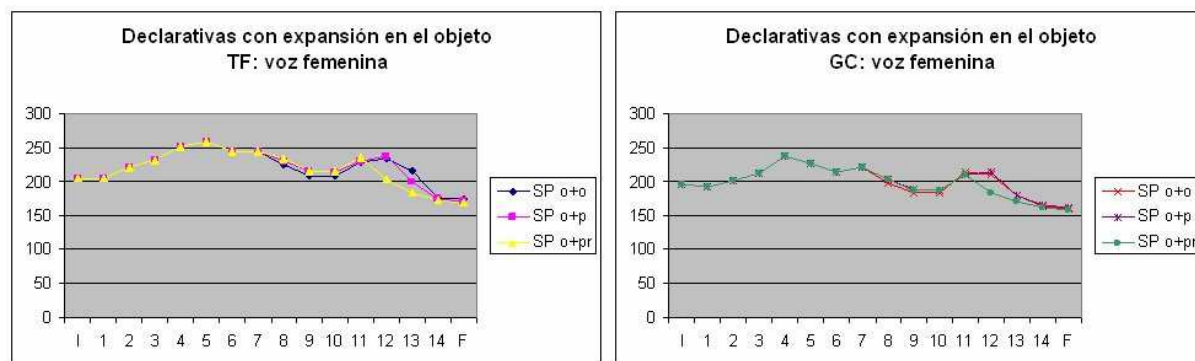 Declarativas con expansión en el objeto
TF: voz femenina
300
250
200
150
100
50
0
I 1 2 3 4 5 6 7 8 9 10 11 12 13 14 F
SP o+o
SP o+p
SP o+pr
Declarativas con expansión en el objeto
GC: voz femenina
300
250
200
150
100
50
0
I 1 2 3 4 5 6 7 8 9 10 11 12 13 14 F
SP o+o
SP o+p
SP o+pr